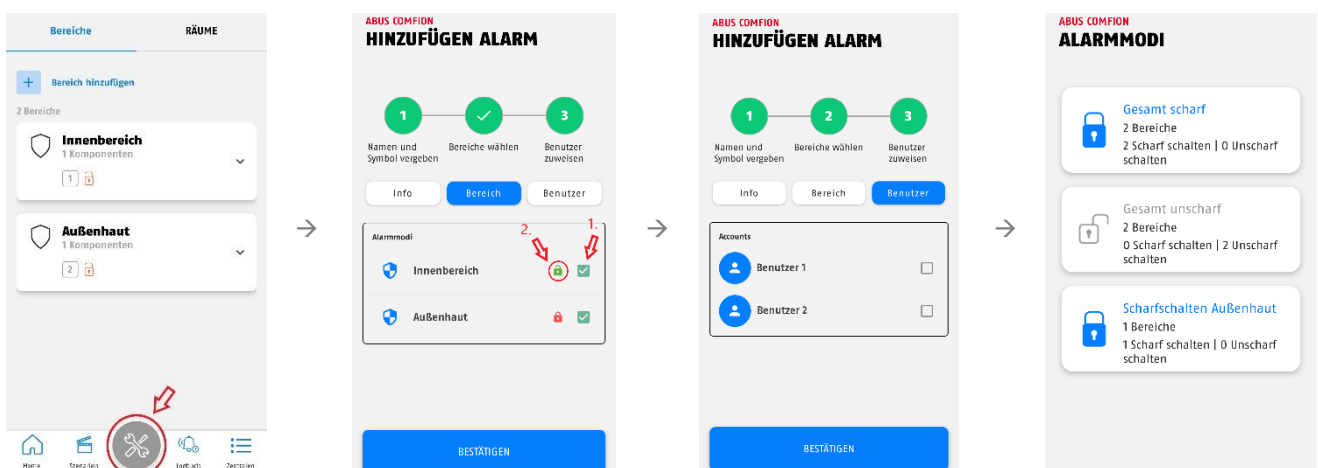 Bereiche
RÄUME
Bereich hinzufügen
2 Bereiche
Innenbereich
1 Komponenten
1
Außenhaut
1 Komponenten
2
Home
Szenarien
Logbuch
Zentralen
ABUS COMFION
HINZUFÜGEN ALARM
1
3
Namen und
Symbol vergeben
Bereiche wählen
Benutzer
zuweisen
Info
Bereich
Benutzer
Alarmmodi
2.
1.
Innenbereich
Außenhaut
BESTÄTIGEN
ABUS COMFION
HINZUFÜGEN ALARM
1
2
3
Namen und
Symbol vergeben
Bereiche wählen
Benutzer
zuweisen
Info
Bereich
Benutzer
Accounts
Benutzer 1
Benutzer 2
BESTÄTIGEN
ABUS COMFION
ALARMMODI
Gesamt scharf
2 Bereiche
2 Scharf schalten | 0 Unscharf
schalten
Gesamt unscharf
2 Bereiche
0 Scharf schalten | 2 Unscharf
schalten
Scharfschalten Außenhaut
1 Bereiche
1 Scharf schalten | 0 Unscharf
schalten